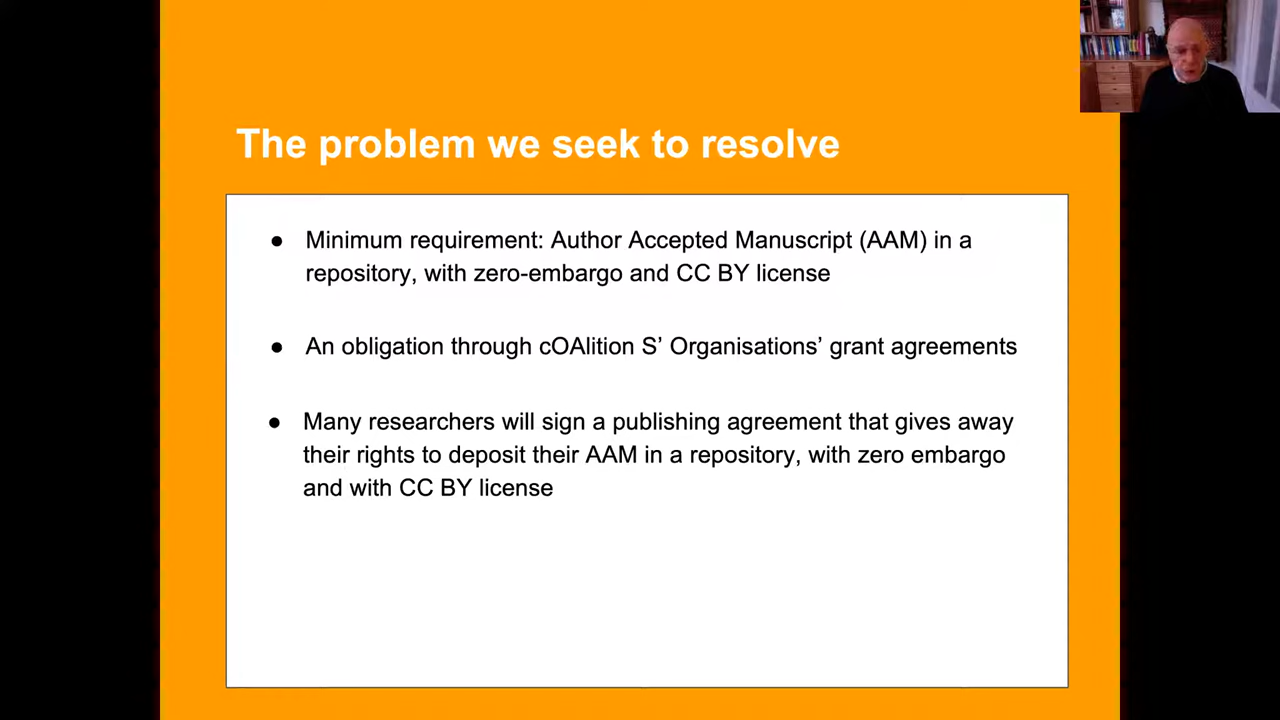 The problem we seek to resolve
● Minimum requirement: Author Accepted Manuscript (AAM) in a
repository, with zero-embargo and CC BY license
● An obligation through cOAlition S’ Organisations’ grant agreements
● Many researchers will sign a publishing agreement that gives away
their rights to deposit their AAM in a repository, with zero embargo
and with CC BY license